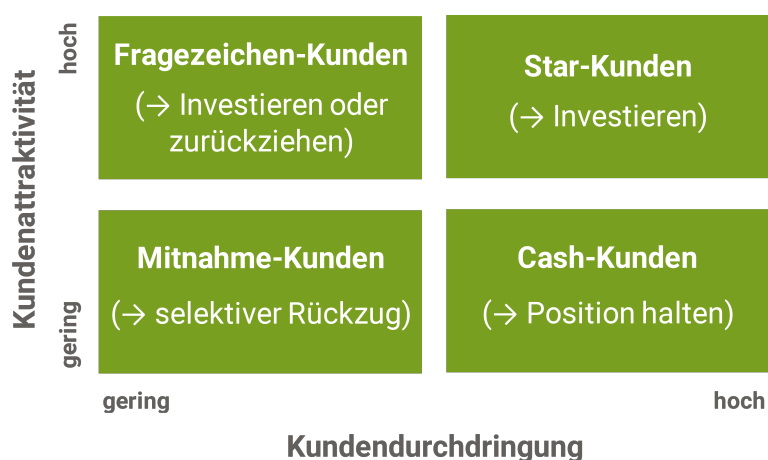 Kundenattraktivität
hoch
gering
Fragezeichen-Kunden
(→ Investieren oder
zurückziehen)
Star-Kunden
(→ Investieren)
Mitnahme-Kunden
(→ selektiver Rückzug)
Cash-Kunden
(→ Position halten)
gering
hoch
Kundendurchdringung